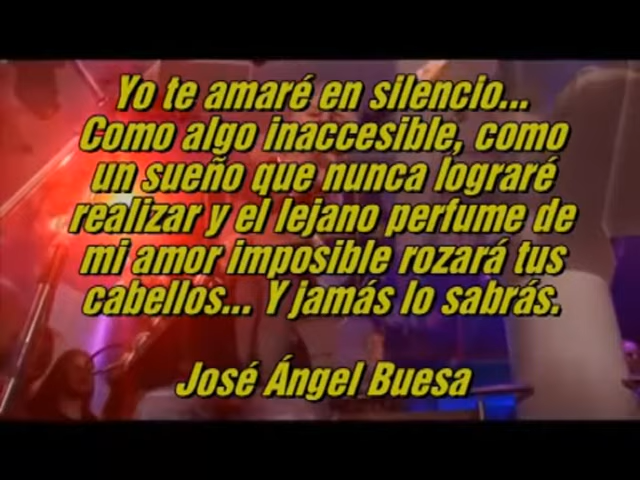 Yo te amaré en silencio...
Como algo inaccesible, como
un sueño que nunca lograré
realizar y el lejano perfume de
mi amor imposible rozará tus
cabellos... Y jamás lo sabrás.
José Ángel Buesa